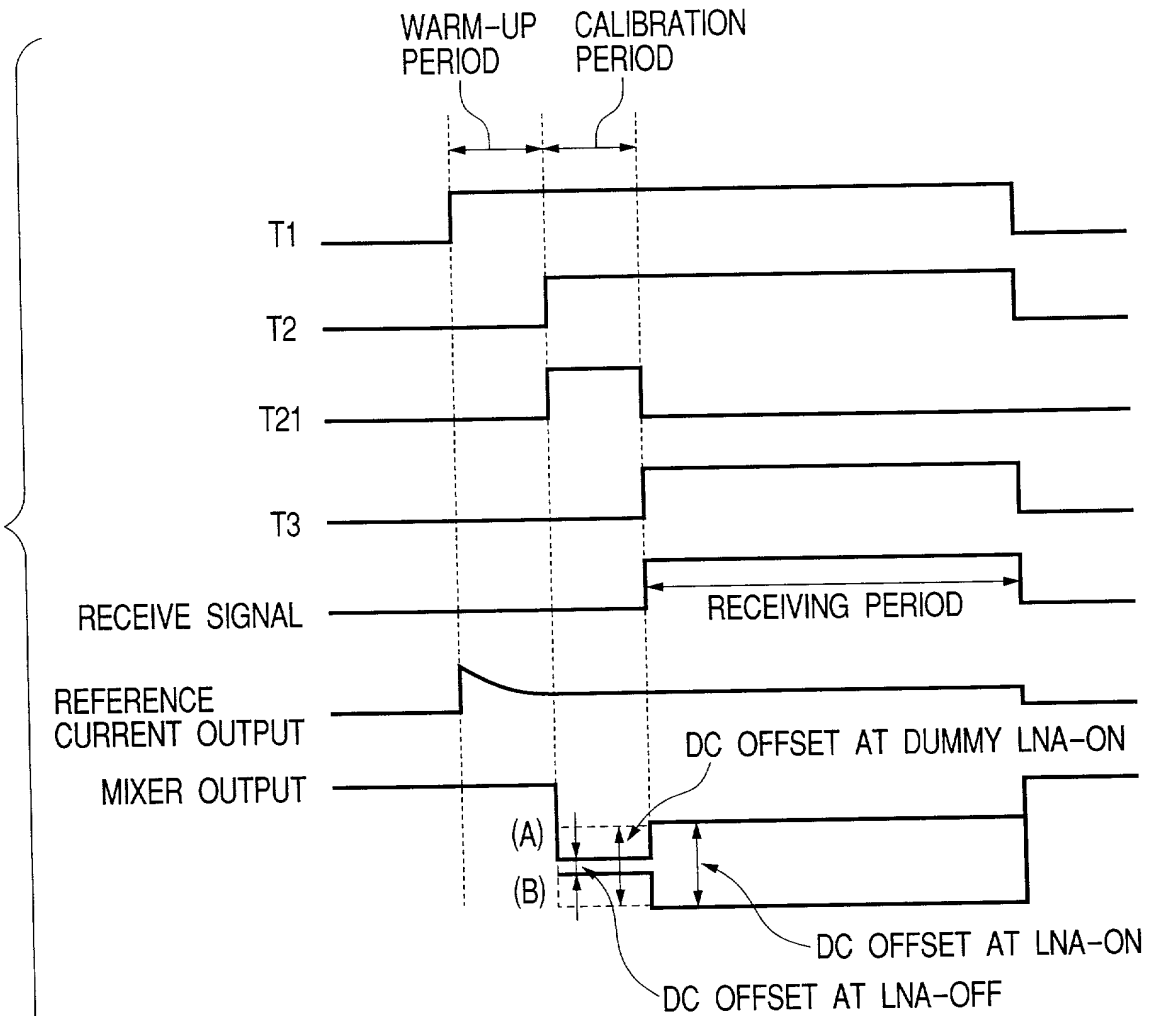 WARM-UP PERIOD
CALIBRATION PERIOD
T1
T2
T21
T3
RECEIVE SIGNAL
RECEIVING PERIOD
REFERENCE
CURRENT OUTPUT
DC OFFSET AT DUMMY LNA-ON
MIXER OUTPUT
(A)
(B)
DC OFFSET AT LNA-ON
DC OFFSET AT LNA-OFF